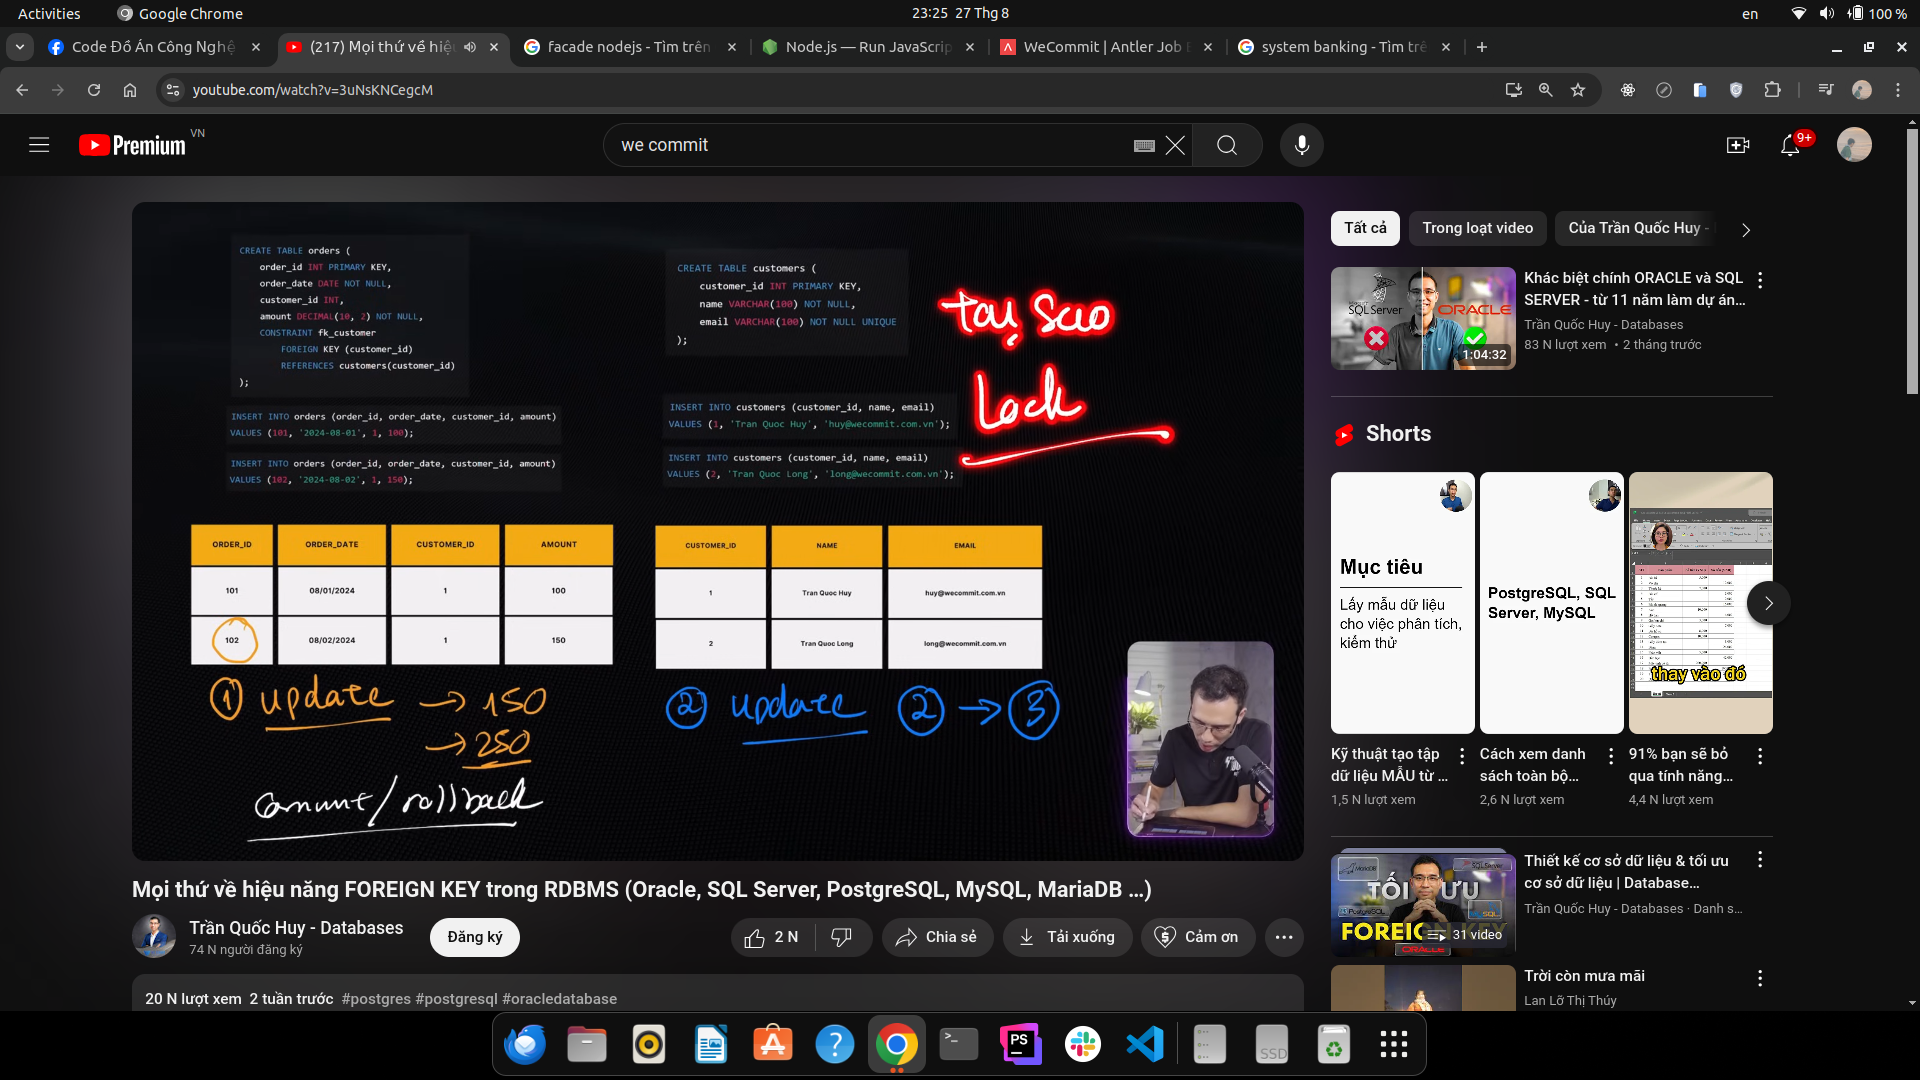 Activities
Google Chrome
23:25 27 Thg 8
en
100 %
Code Đồ Án Công Nghệ
(217) Mọi thứ về hiệu
facade nodejs - Tìm trên
Node.js — Run JavaScrip
WeCommit | Antler Job
system banking - Tìm trê
youtube.com/watch?v=3uNsKNCegcM
Premium
VN
we commit
9+
CREATE TABLE orders (
order_id INT PRIMARY KEY,
order_date DATE NOT NULL,
customer_id INT,
amount DECIMAL(10, 2) NOT NULL,
CONSTRAINT fk_customer
FOREIGN KEY (customer_id)
REFERENCES customers(customer_id)
);
INSERT INTO orders (order_id, order_date, customer_id, amount)
VALUES (101, '2024-08-01', 1, 100);
INSERT INTO orders (order_id, order_date, customer_id, amount)
VALUES (102, '2024-08-02', 1, 150);
CREATE TABLE customers (
customer_id INT PRIMARY KEY,
name VARCHAR(100) NOT NULL,
email VARCHAR(100) NOT NULL UNIQUE
);
INSERT INTO customers (customer_id, name, email)
VALUES (1, 'Tran Quoc Huy', 'huy@wecommit.com.vn');
INSERT INTO customers (customer_id, name, email)
VALUES (2, 'Tran Quoc Long', 'long@wecommit.com.vn');
Tại Sao
Lock
ORDER_ID ORDER_DATE CUSTOMER_ID AMOUNT
101 08/01/2024 1 100
102 08/02/2024 1 150
CUSTOMER_ID NAME EMAIL
1 Tran Quoc Huy huy@wecommit.com.vn
2 Tran Quoc Long long@wecommit.com.vn
① update → 150
→ 250
commit/rollback
② update ② → ③
Mọi thứ về hiệu năng FOREIGN KEY trong RDBMS (Oracle, SQL Server, PostgreSQL, MySQL, MariaDB ...)
Trần Quốc Huy - Databases
74 N người đăng ký
Đăng ký
2 N
Chia sẻ
Tải xuống
Cảm ơn
20 N lượt xem 2 tuần trước #postgres #postgresql #oracledatabase
Tất cả
Trong loạt video
Của Trần Quốc Huy -
SQL Server
ORACLE
1:04:32
Khác biệt chính ORACLE và SQL
SERVER - từ 11 năm làm dự án...
Trần Quốc Huy - Databases
83 N lượt xem • 2 tháng trước
Shorts
Mục tiêu
Lấy mẫu dữ liệu
cho việc phân tích,
kiểm thử
PostgreSQL, SQL
Server, MySQL
thay vào đó
Kỹ thuật tạo tập
dữ liệu MẪU từ ...
1,5 N lượt xem
Cách xem danh
sách toàn bộ...
2,6 N lượt xem
91% bạn sẽ bỏ
qua tính năng...
4,4 N lượt xem
TỐI ƯU
FOREIGN KEY
ORACLE
31 video
Thiết kế cơ sở dữ liệu & tối ưu
cơ sở dữ liệu | Database...
Trần Quốc Huy - Databases · Danh s...
Trời còn mưa mãi
Lan Lỡ Thị Thúy
PS
SSD